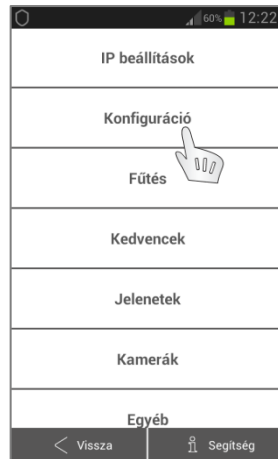 60% 12:22
IP beállítások
Konfiguráció
Fűtés
Kedvencek
Jelenetek
Kamerák
Egyéb
Vissza Segítség